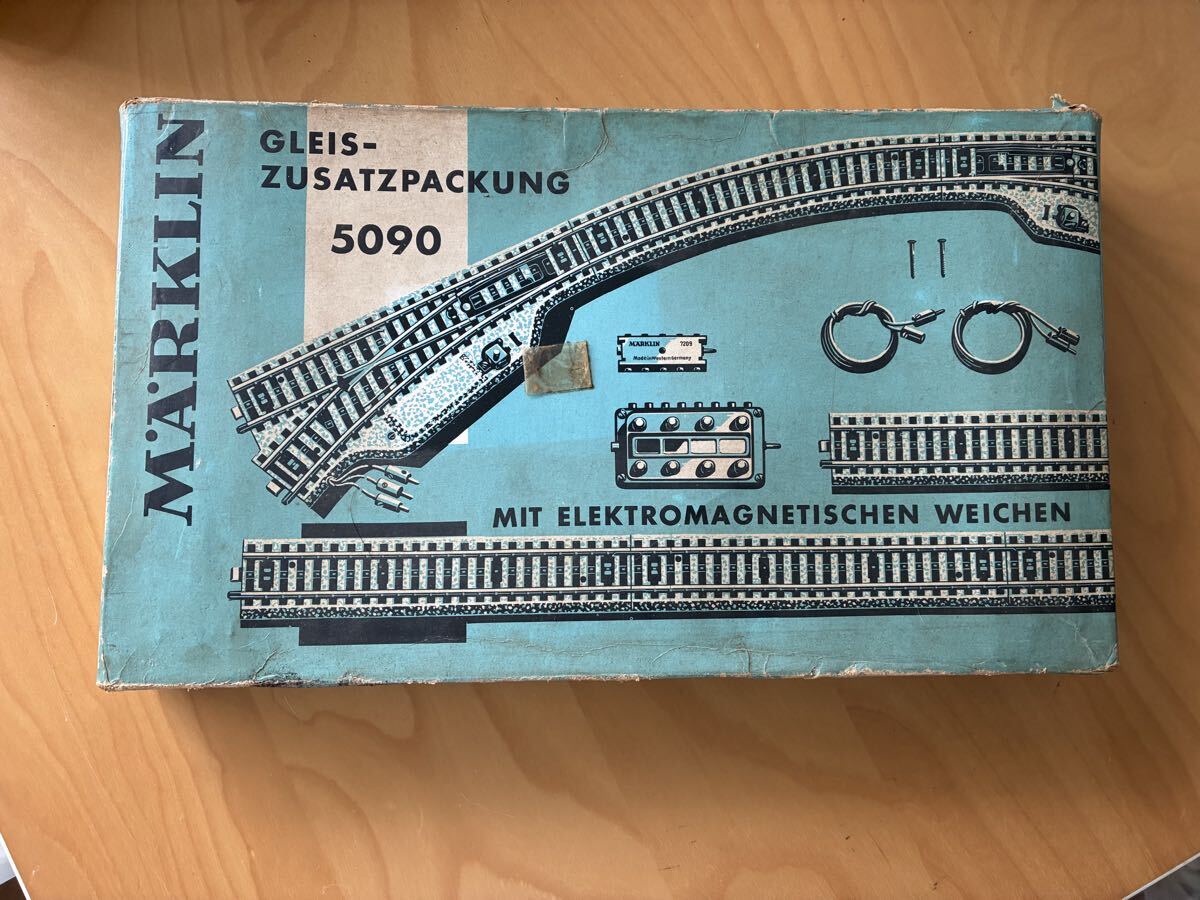 MÄRKLIN
GLEIS-
ZUSATZPACKUNG
5090
MÄRKLIN 7209
Made in Western Germany
MIT ELEKTROMAGNETISCHEN WEICHEN